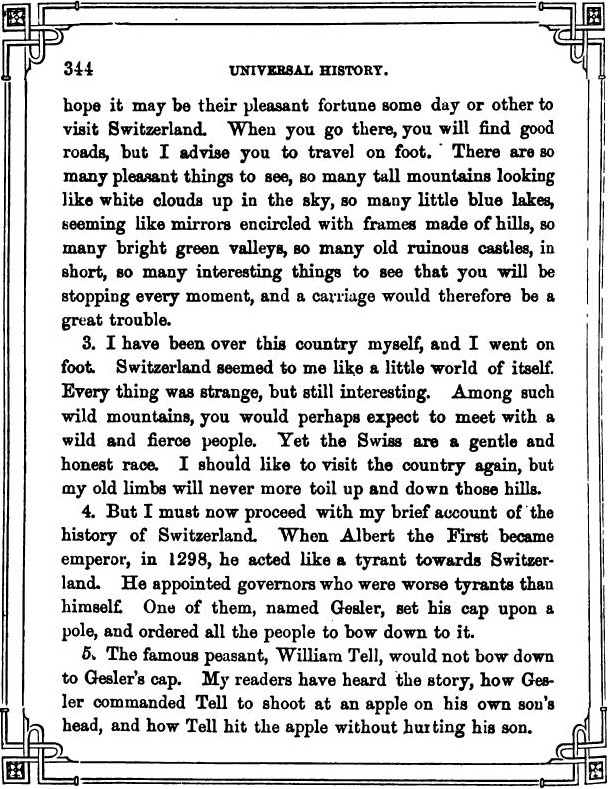 344 UNIVERSAL HISTORY.
hope it may be their pleasant fortune some day or other to
visit Switzerland. When you go there, you will find good
roads, but I advise you to travel on foot. There are so
many pleasant things to see, so many tall mountains looking
like white clouds up in the sky, so many little blue lakes,
seeming like mirrors encircled with frames made of hills, so
many bright green valleys, so many old ruinous castles, in
short, so many interesting things to see that you will be
stopping every moment, and a carriage would therefore be a
great trouble.
3. I have been over this country myself, and I went on
foot. Switzerland seemed to me like a little world of itself.
Every thing was strange, but still interesting. Among such
wild mountains, you would perhaps expect to meet with a
wild and fierce people. Yet the Swiss are a gentle and
honest race. I should like to visit the country again, but
my old limbs will never more toil up and down those hills.
4. But I must now proceed with my brief account of the
history of Switzerland. When Albert the First became
emperor, in 1298, he acted like a tyrant towards Switzer-
land. He appointed governors who were worse tyrants than
himself. One of them, named Gesler, set his cap upon a
pole, and ordered all the people to bow down to it.
5. The famous peasant, William Tell, would not bow down
to Gesler's cap. My readers have heard the story, how Ges-
ler commanded Tell to shoot at an apple on his own son's
head, and how Tell hit the apple without hurting his son.